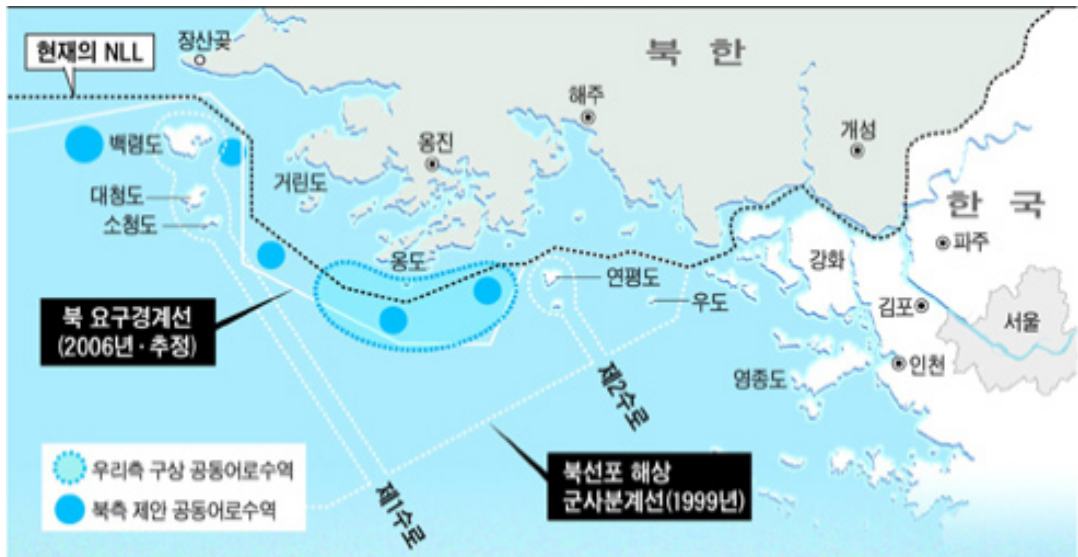 현재의 NLL
장산곶
북 한
해주
개성
백령도
옹진
거린도
대청도
소청도
한 국
파주
옹도
연평도
강화
우도
김포
서울
북 요구경계선
(2006년·추정)
인천
영종도
제2수로
우리측 구상 공동어로수역
북측 제안 공동어로수역
제1수로
북선포 해상
군사분계선(1999년)